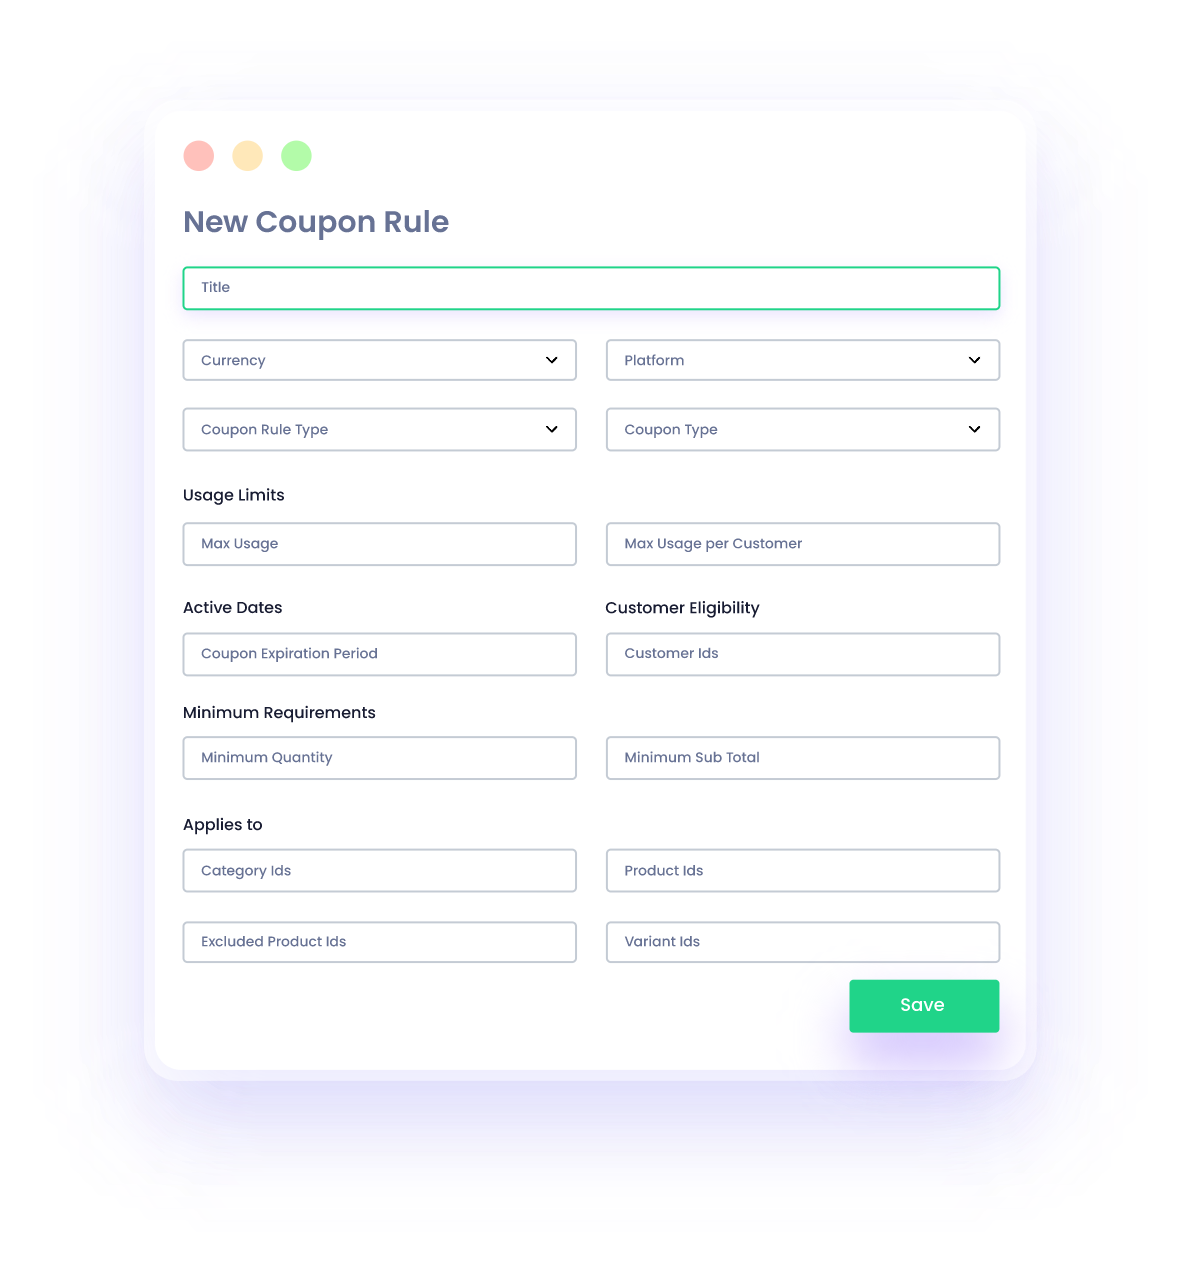 New Coupon Rule
Title
Currency
Platform
Coupon Rule Type
Coupon Type
Usage Limits
Max Usage
Max Usage per Customer
Active Dates
Customer Eligibility
Coupon Expiration Period
Customer Ids
Minimum Requirements
Minimum Quantity
Minimum Sub Total
Applies to
Category Ids
Product Ids
Excluded Product Ids
Variant Ids
Save